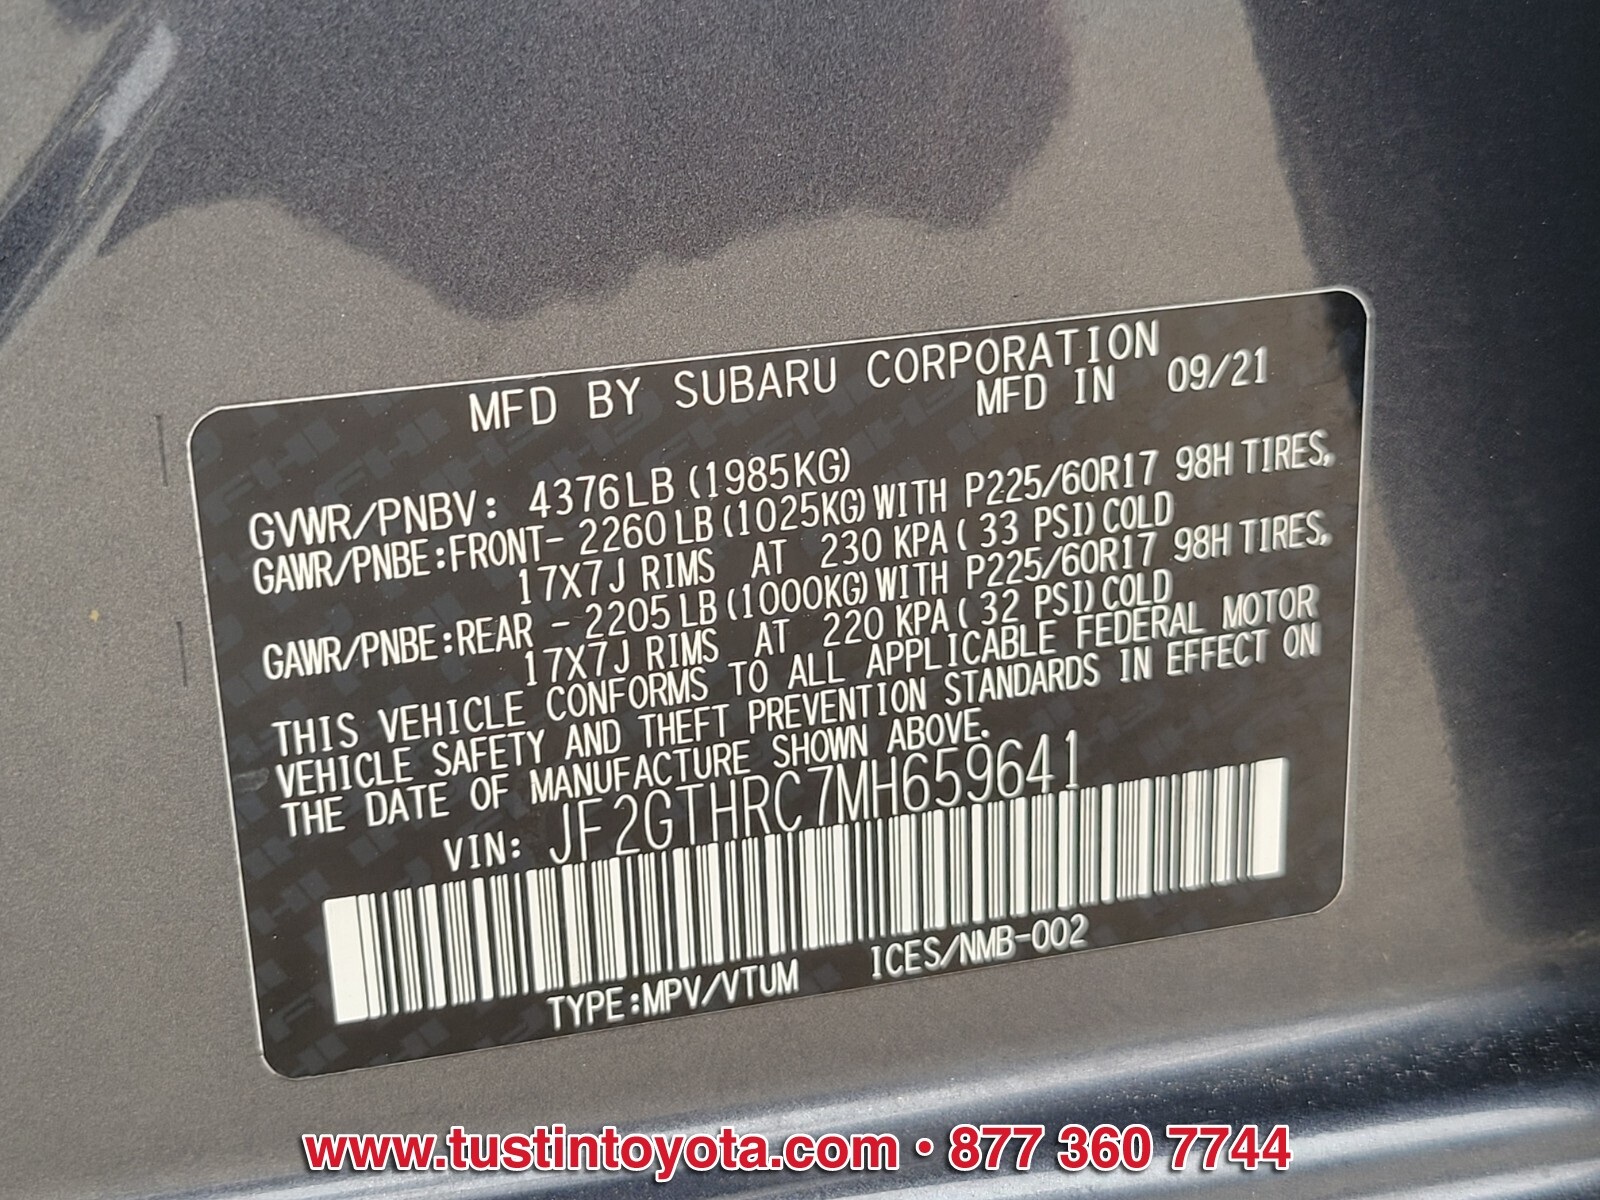 MFD BY SUBARU CORPORATION
MFD IN 09/21
GVWR/PNBV: 4376LB (1985KG)
GAWR/PNBE:FRONT- 2260 LB (1025KG) WITH P225/60R17 98H TIRES,
17X7J RIMS AT 230 KPA ( 33 PSI) COLD
GAWR/PNBE:REAR - 2205 LB (1000KG) WITH P225/60R17 98H TIRES,
17X7J RIMS AT 220 KPA ( 32 PSI) COLD
THIS VEHICLE CONFORMS TO ALL APPLICABLE FEDERAL MOTOR
VEHICLE SAFETY AND THEFT PREVENTION STANDARDS IN EFFECT ON
THE DATE OF MANUFACTURE SHOWN ABOVE.
VIN: JF2GTHRC7MH659641
TYPE:MPV/VTUM ICES/NMB-002
www.tustintoyota.com • 877 360 7744